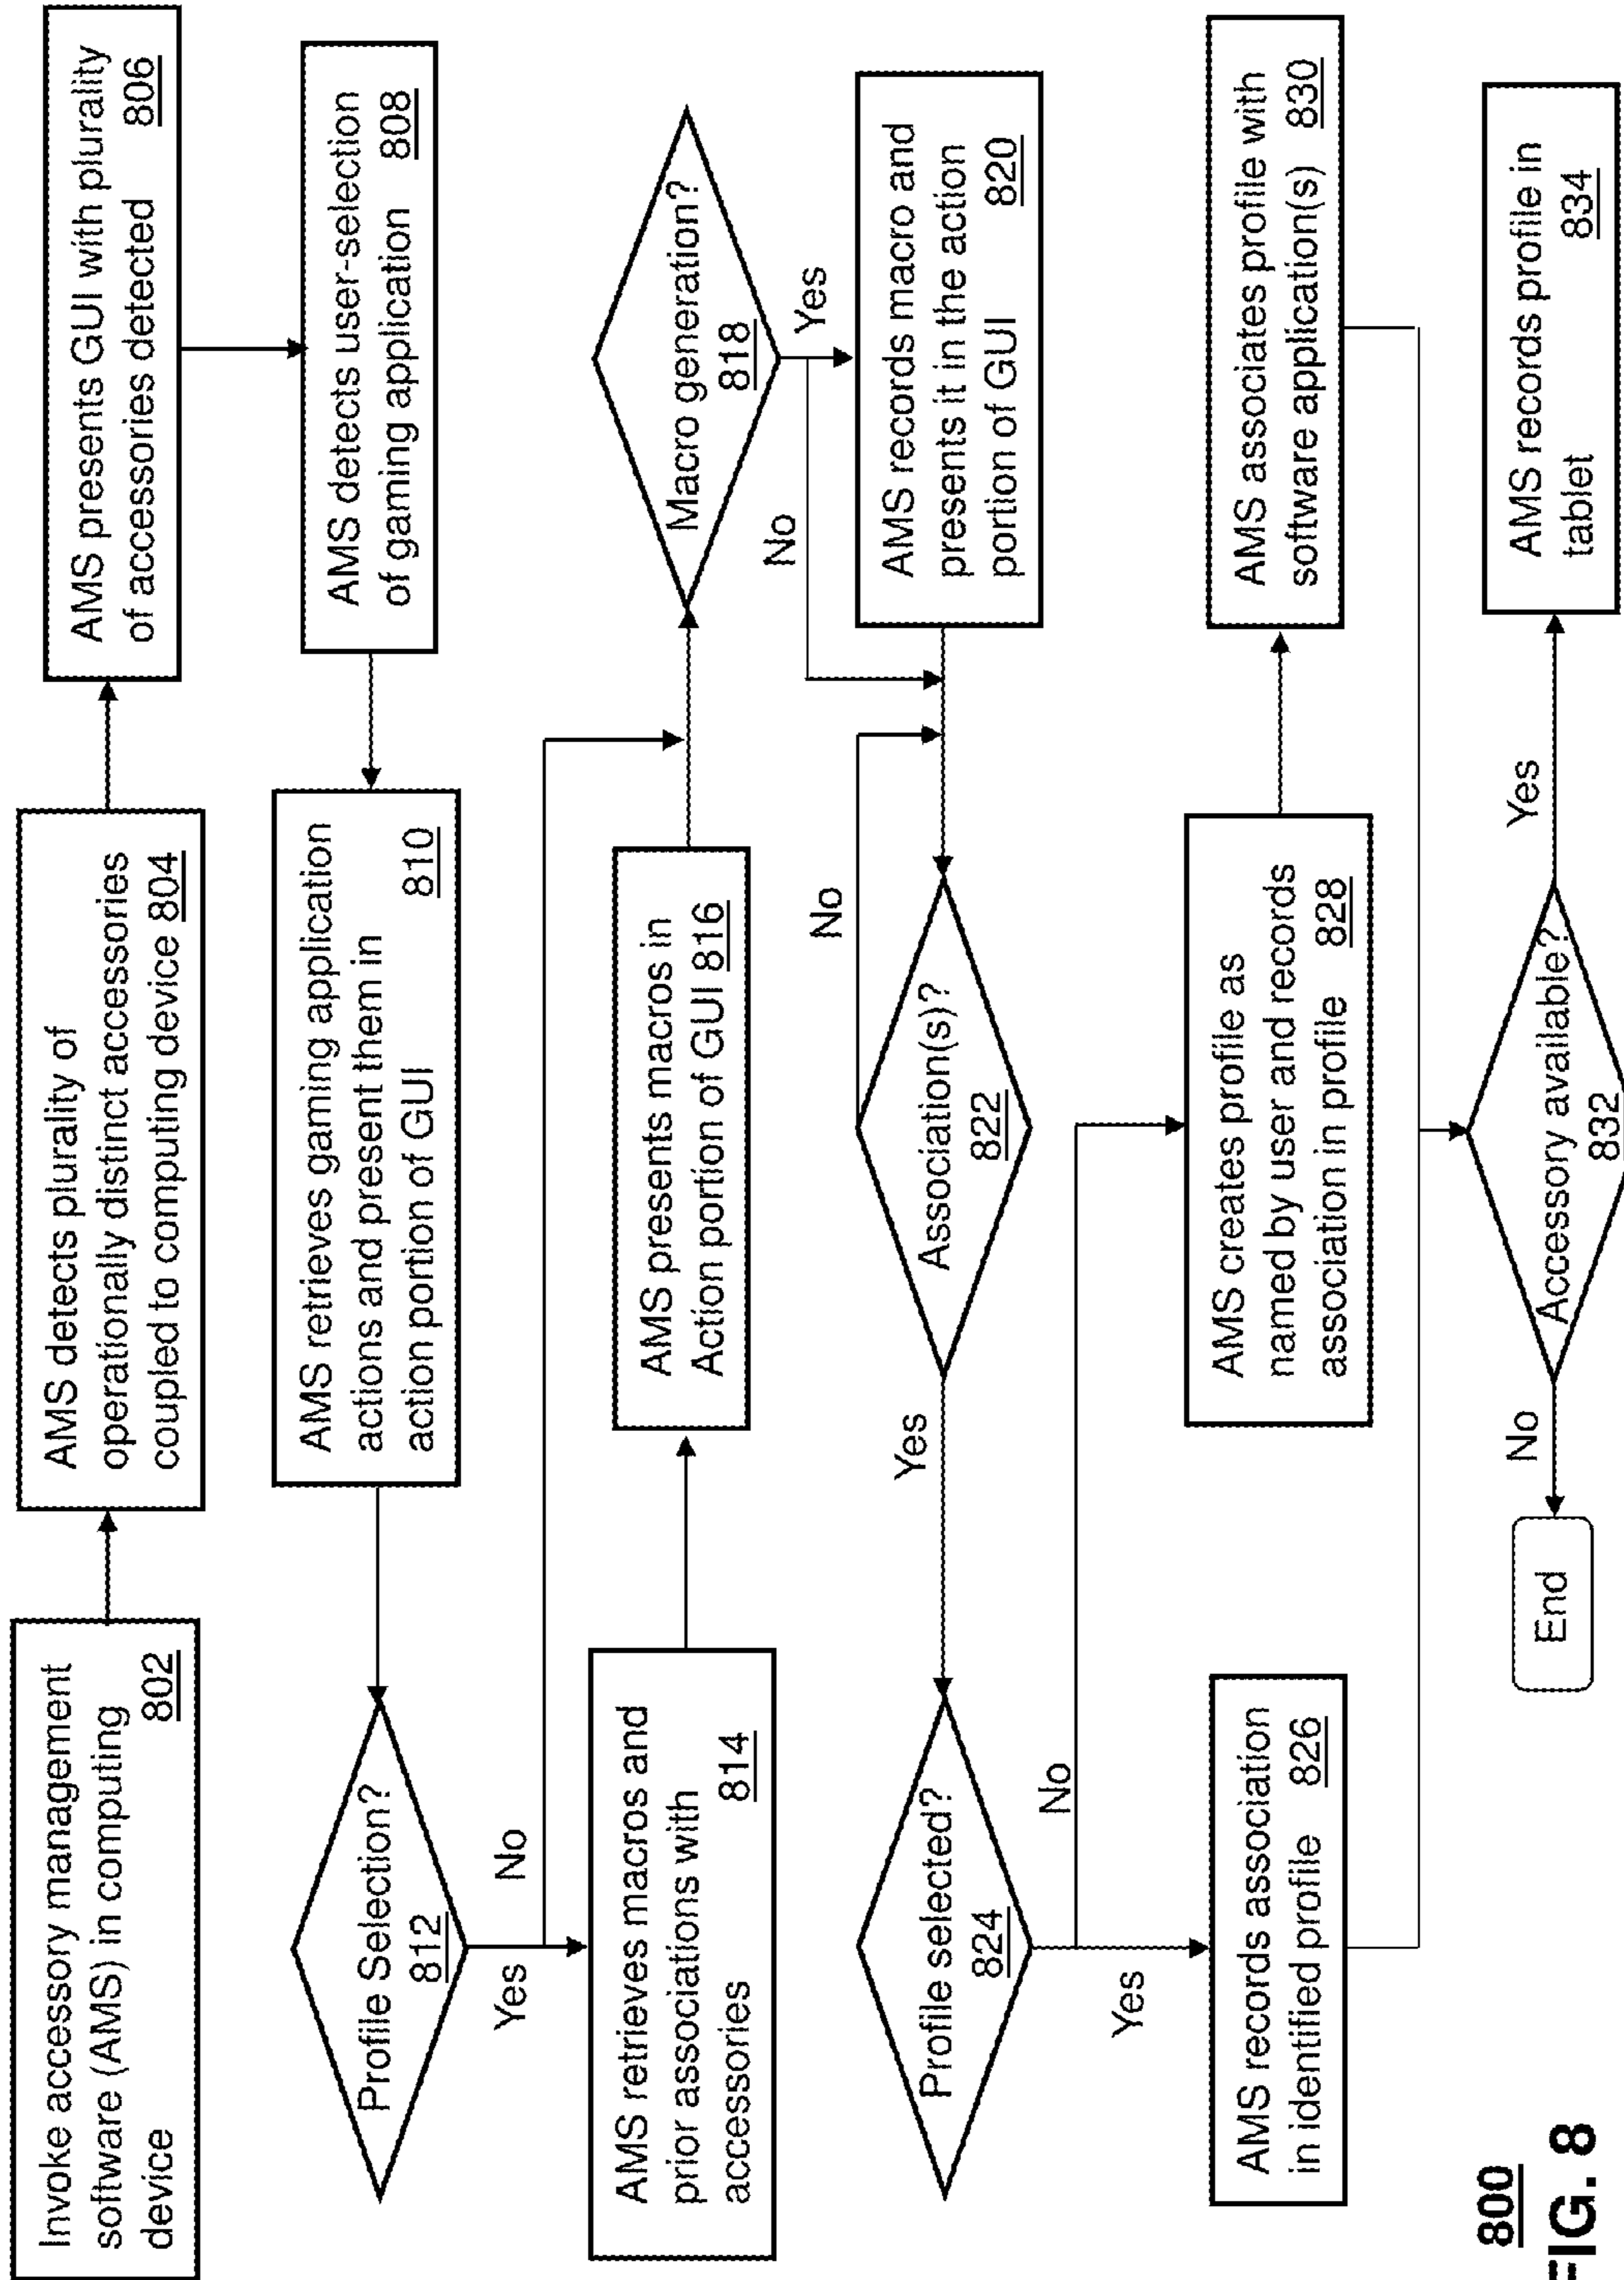 Invoke accessory management
software (AMS) in computing
device 802
AMS detects plurality of
operationally distinct accessories
coupled to computing device 804
AMS presents GUI with plurality
of accessories detected 806
AMS detects user-selection
of gaming application 808
AMS retrieves gaming application
actions and present them in
action portion of GUI 810
Profile Selection?
812
No
Yes
AMS retrieves macros and
prior associations with
accessories 814
AMS presents macros in
Action portion of GUI 816
Macro generation?
818
No
Yes
AMS records macro and
presents it in the action
portion of GUI 820
Association(s)?
822
No
Yes
Profile selected?
824
No
Yes
AMS records association
in identified profile 826
AMS creates profile as
named by user and records
association in profile 828
AMS associates profile with
software application(s) 830
Accessory available?
832
No
Yes
End
AMS records profile in
tablet 834
800
FIG. 8